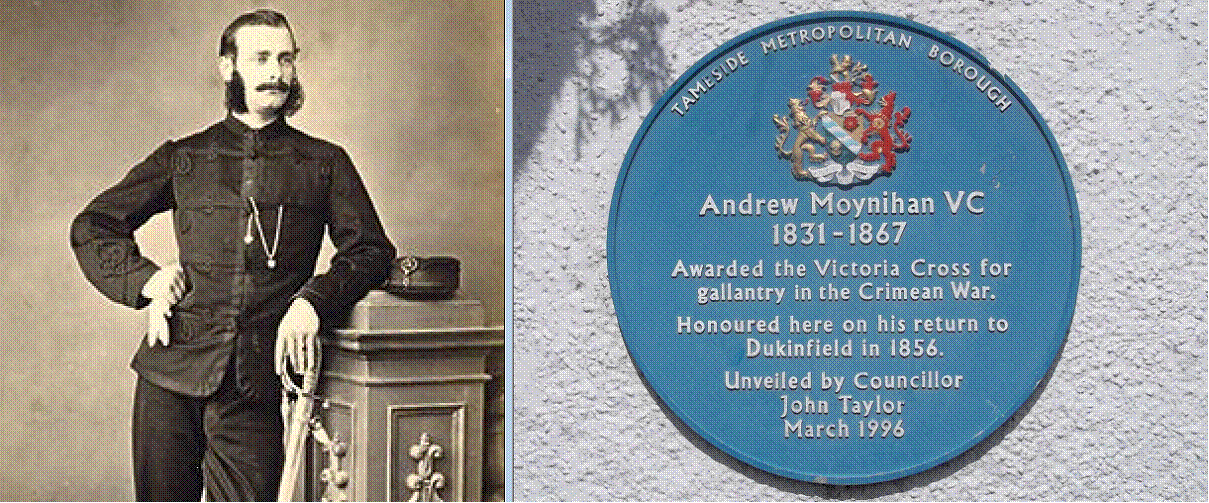 TAMESIDE METROPOLITAN BOROUGH
Andrew Moynihan VC
1831-1867
Awarded the Victoria Cross for
gallantry in the Crimean War.
Honoured here on his return to
Dukinfield in 1856.
Unveiled by Councillor
John Taylor
March 1996